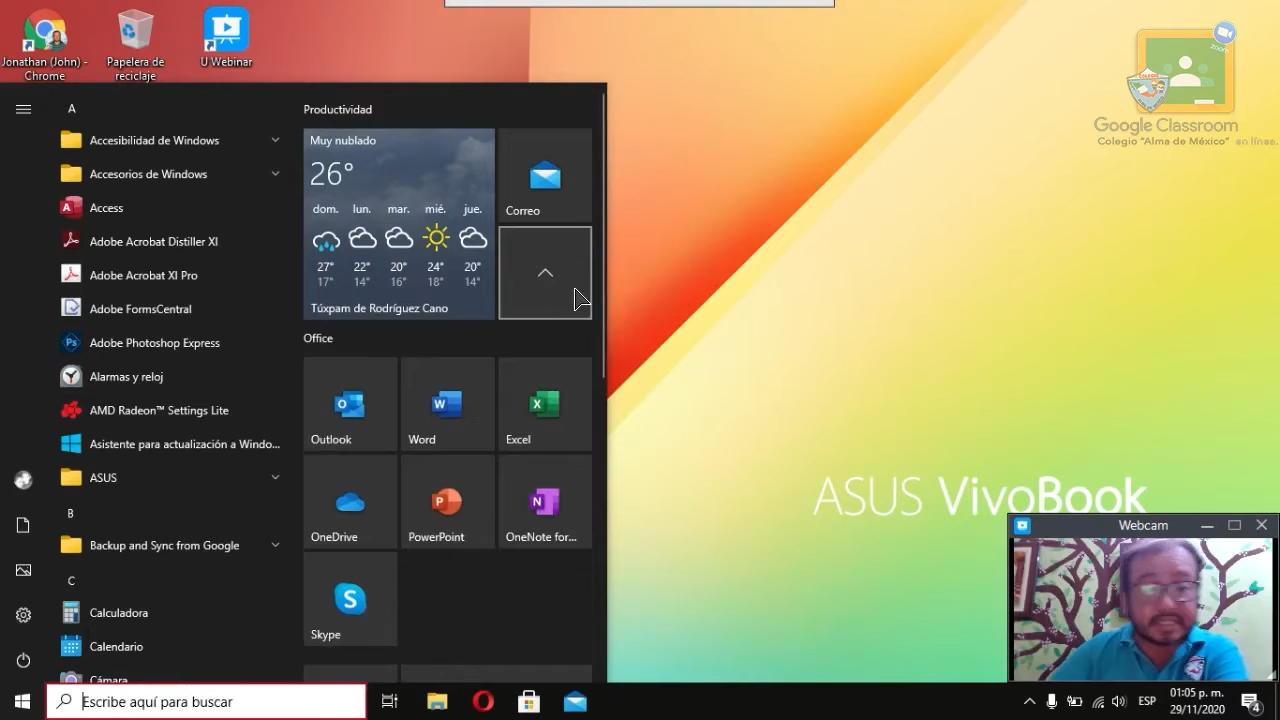 Jonathan (John) -
Chrome
Papelera de
reciclaje
U Webinar
zoom
COLEGIO
Google Classroom
Colegio "Alma de México" en línea.
A
Accesibilidad de Windows
Accesorios de Windows
Access
Adobe Acrobat Distiller XI
Adobe Acrobat XI Pro
Adobe FormsCentral
Adobe Photoshop Express
Alarmas y reloj
AMD Radeon™ Settings Lite
Asistente para actualización a Windo...
ASUS
B
Backup and Sync from Google
C
Calculadora
Calendario
Cámara
Productividad
Muy nublado
26°
dom. lun. mar. mié. jue.
27° 22° 20° 24° 20°
17° 14° 16° 18° 14°
Túxpam de Rodríguez Cano
Correo
Office
Outlook
Word
Excel
OneDrive
PowerPoint
OneNote for...
Skype
ASUS VivoBook
Webcam
Escribe aquí para buscar
ESP
01:05 p. m.
29/11/2020
4